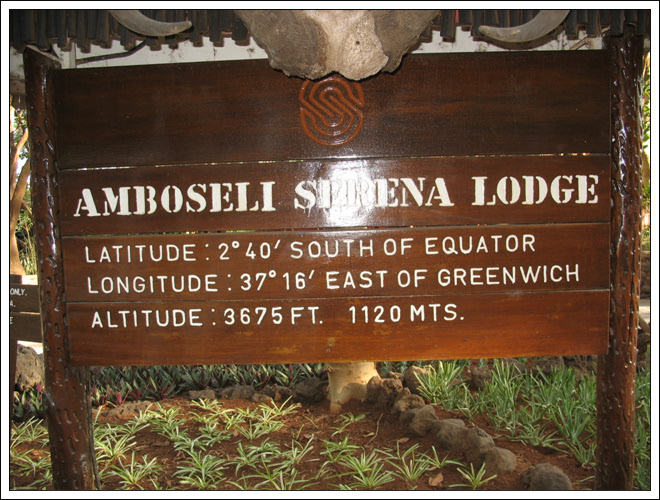 AMBOSELI SERENA LODGE
LATITUDE : 2°40′ SOUTH OF EQUATOR
LONGITUDE : 37°16′ EAST OF GREENWICH
ALTITUDE : 3675 FT. 1120 MTS.
ONLY.